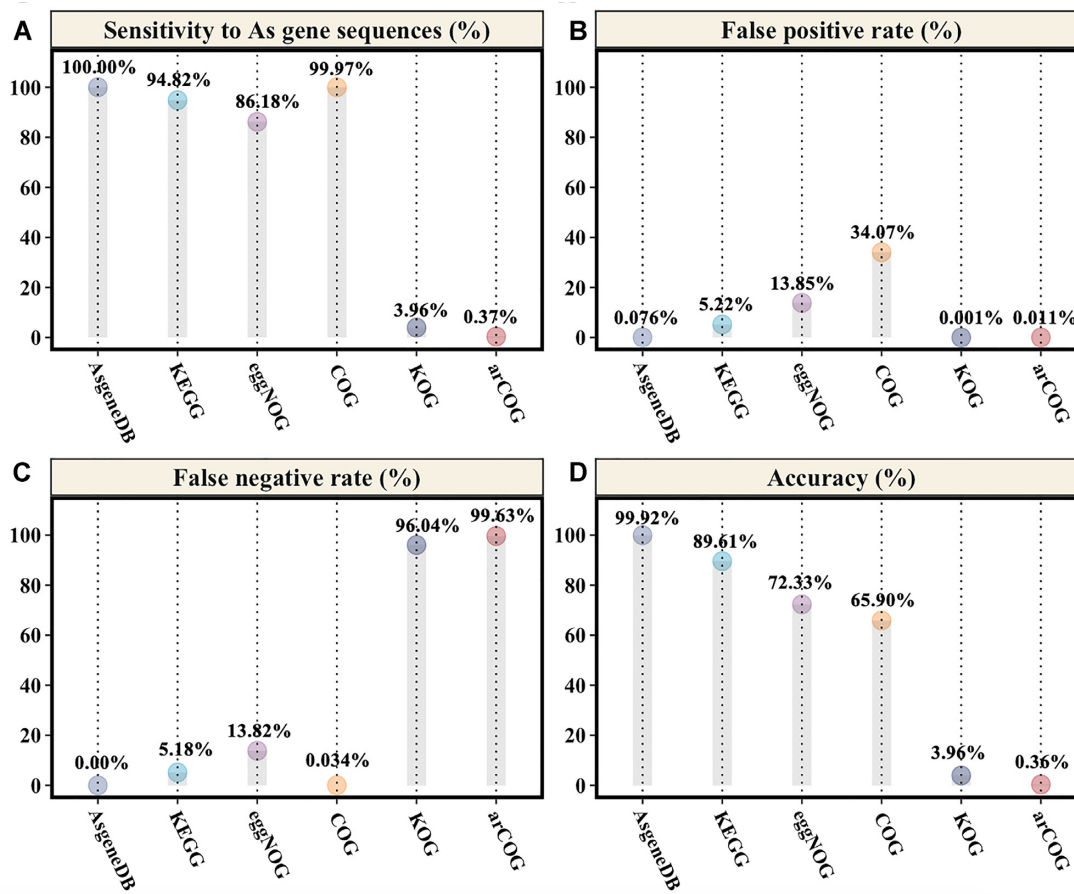 A
Sensitivity to As gene sequences (%)
100.00%
94.82%
86.18%
99.97%
3.96%
0.37%
100
80
60
40
20
0
AsgeneDB
KEGG
eggNOG
COG
KOG
arCOG
B
False positive rate (%)
0.076%
5.22%
13.85%
34.07%
0.001%
0.011%
100
80
60
40
20
0
AsgeneDB
KEGG
eggNOG
COG
KOG
arCOG
C
False negative rate (%)
0.00%
5.18%
13.82%
0.034%
96.04%
99.63%
100
80
60
40
20
0
AsgeneDB
KEGG
eggNOG
COG
KOG
arCOG
D
Accuracy (%)
99.92%
89.61%
72.33%
65.90%
3.96%
0.36%
100
80
60
40
20
0
AsgeneDB
KEGG
eggNOG
COG
KOG
arCOG